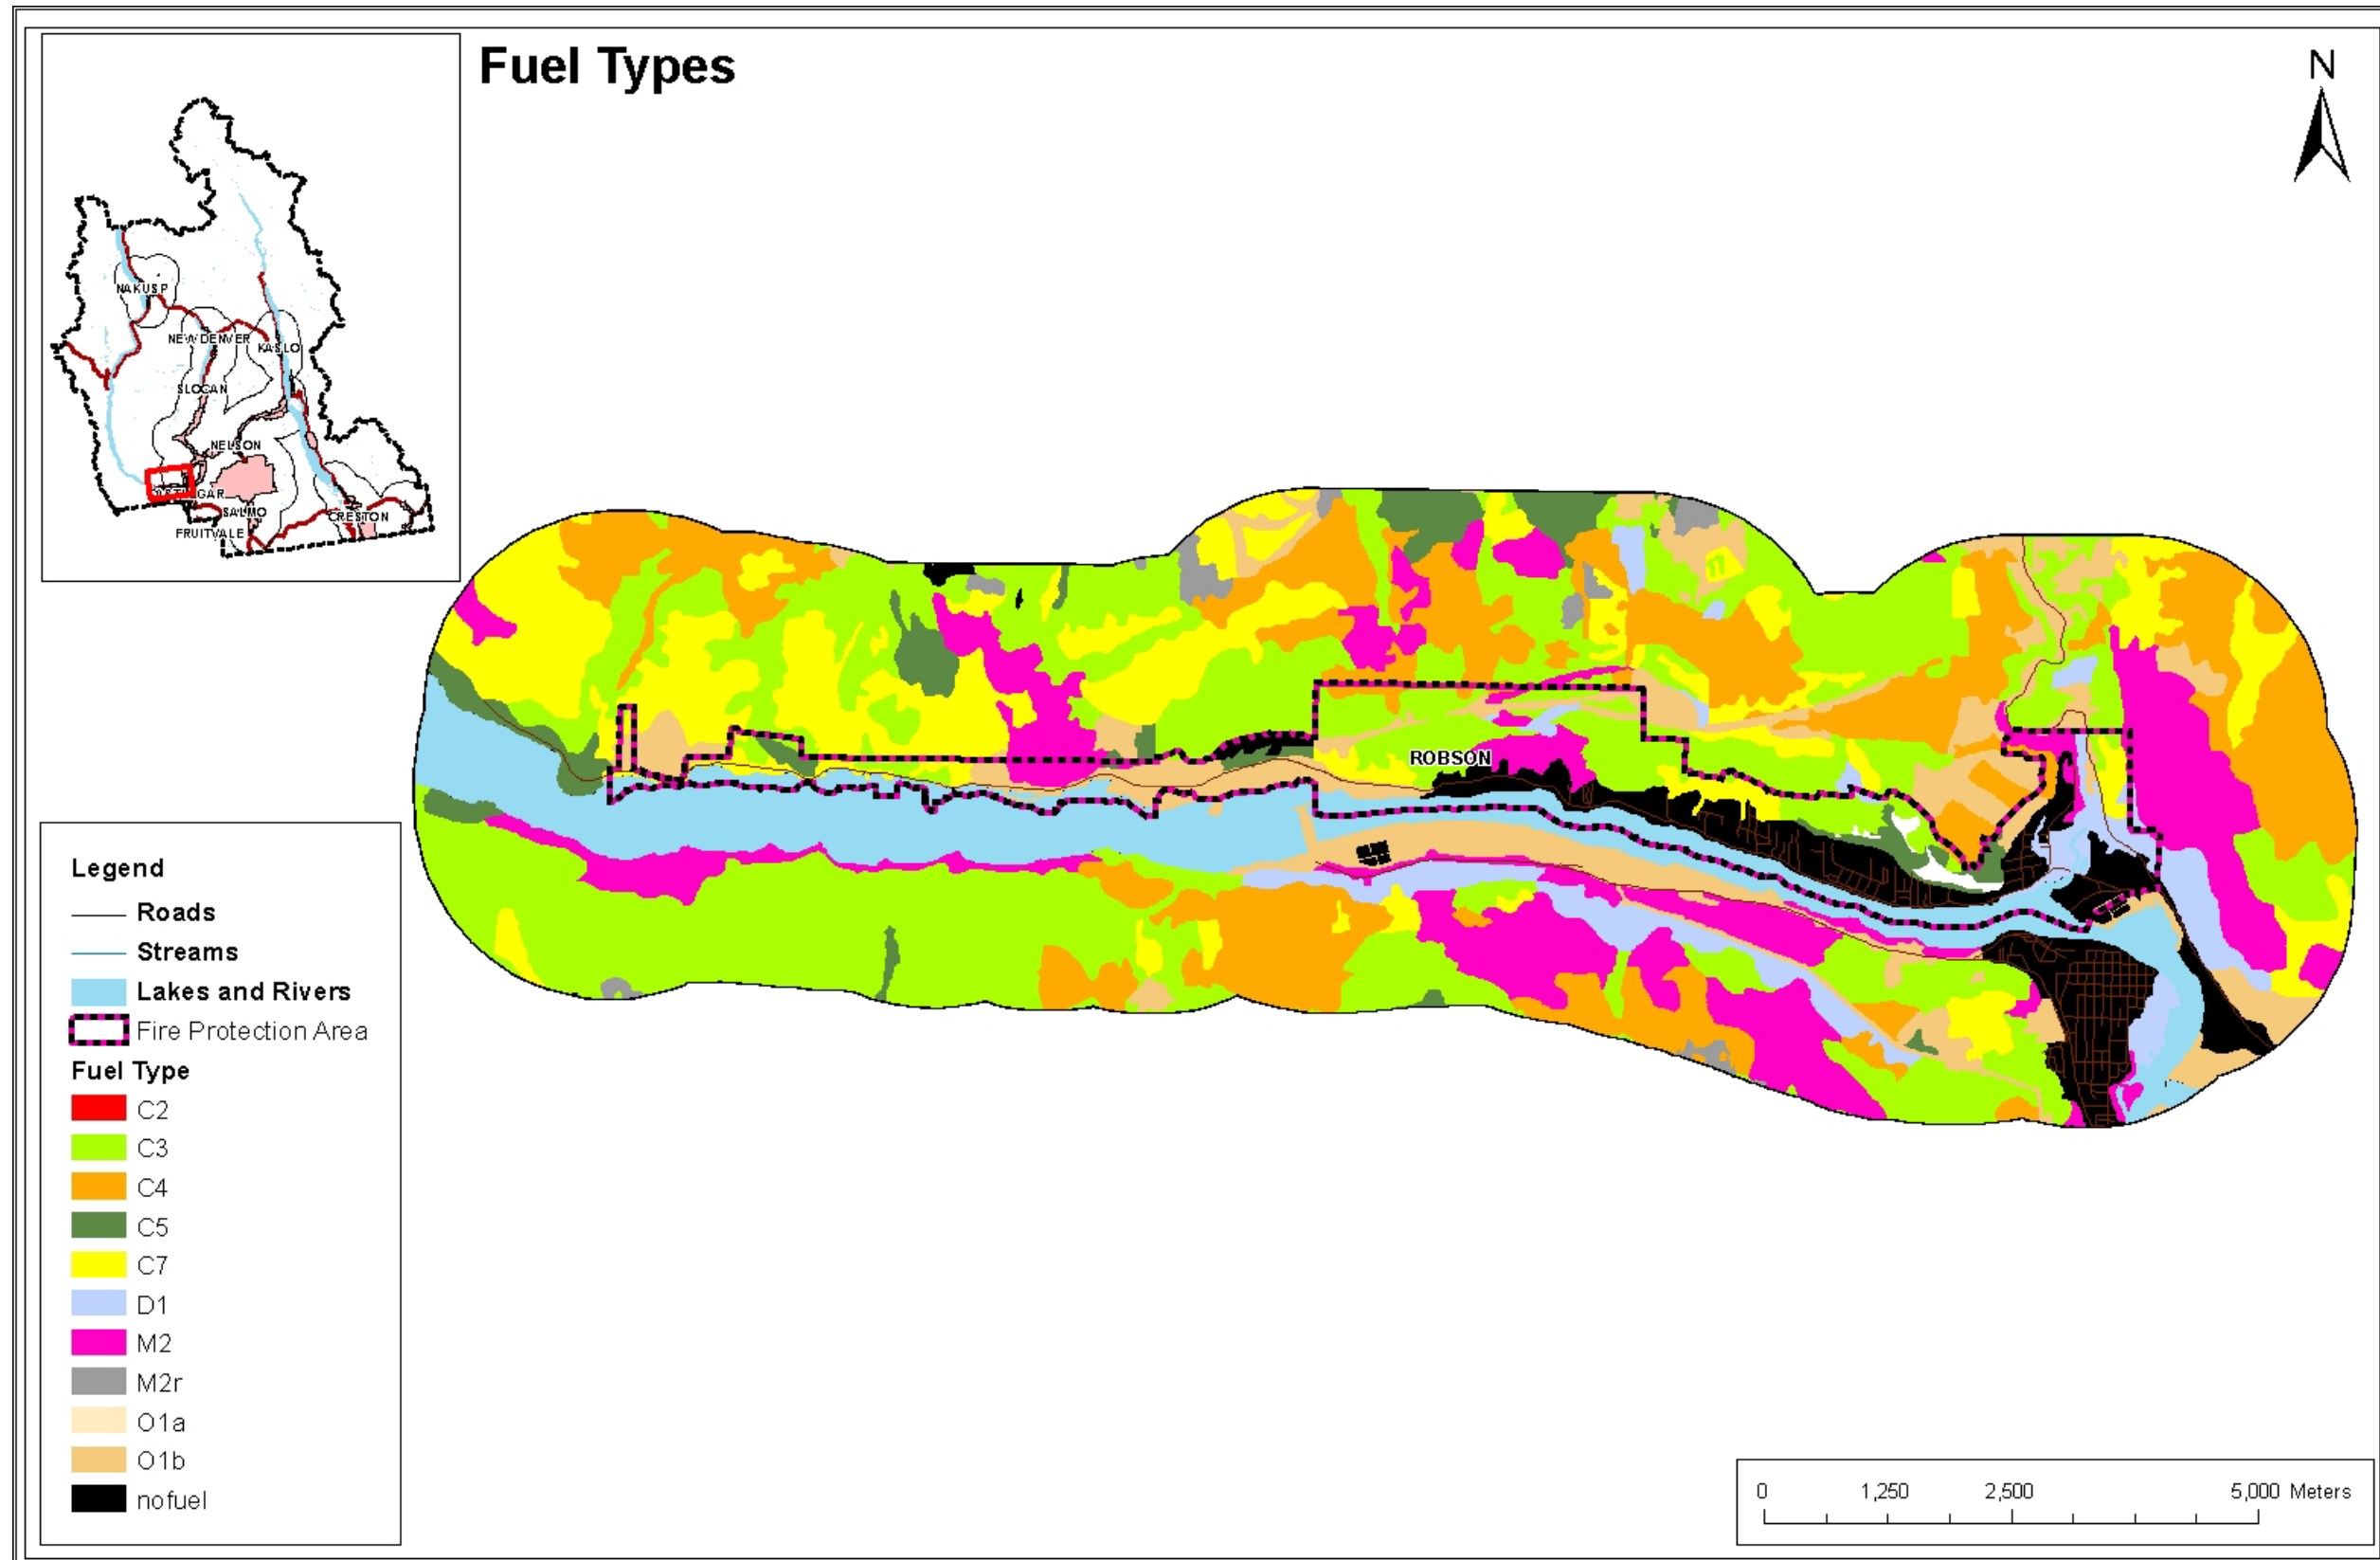 Fuel Types
N
NAKUSP
NEW DENVER
KASLO
SLOCAN
NELSON
SALMO
CRESTON
FRUITVALE
ROBSON
Legend
Roads
Streams
Lakes and Rivers
Fire Protection Area
Fuel Type
C2
C3
C4
C5
C7
D1
M2
M2r
O1a
O1b
nofuel
0 1,250 2,500 5,000 Meters